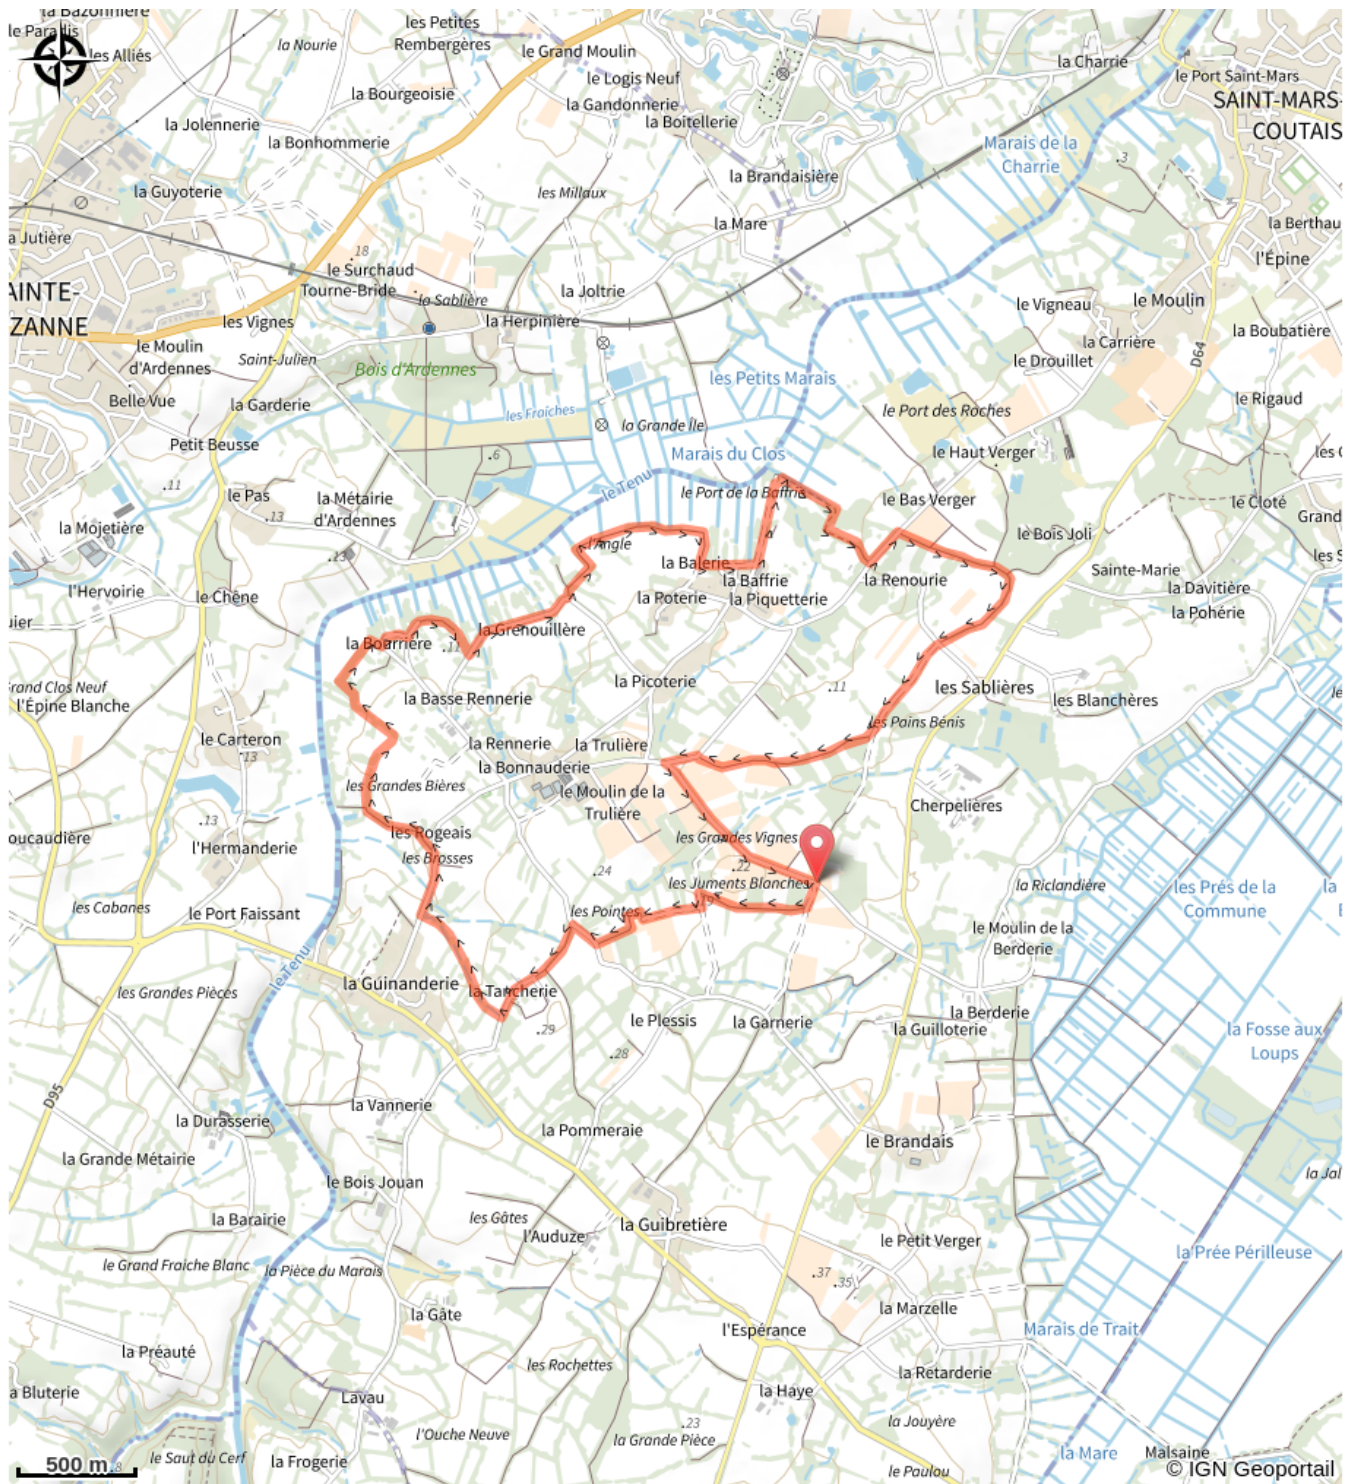 la Bazonnière
les Petites
Rembergères
le Paradis
les Alliés
la Nourie
le Grand Moulin
la Charrie
le Logis Neuf
le Port Saint-Mars
la Bourgeoisie
la Gandonnerie
SAINT-MARS-
COUTAIS
la Jolennerie
la Boitellerie
la Bonhommerie
Marais de la
Charrie
3
la Guyoterie
les Millaux
la Brandaisière
a Jutière
la Mare
la Berthau
18
l'Épine
le Surchaud
Tourne-Bride
la Sablière
la Joltrie
AINTE-
ZANNE
le Vigneau
le Moulin
les Vignes
la Herpinière
la Boubatière
le Moulin
d'Ardennes
Saint-Julien
Bois d'Ardennes
la Carrière
le Drouillet
D64
les Petits Marais
Belle Vue
la Garderie
les Fraîches
le Port des Roches
le Rigaud
la Grande Île
Petit Beusse
6
Marais du Clos
le Haut Verger
les C
11
le Tenu
le Pas
la Métairie
d'Ardennes
le Port de la Baffrie
le Bas Verger
le Cloté
Grand
13
la Mojetière
le Bois Joli
l'Angle
13
la Balerie
les S
Sainte-Marie
l'Hervoirie
la Baffrie
la Renourie
la Davitière
le Chêne
la Poterie
la Piquetterie
la Pohérie
uier
la Bourrière
la Grenouillère
11
la Picoterie
11
les Sablières
Grand Clos Neuf
l'Épine Blanche
la Basse Rennerie
les Blanchères
les Pains Bénis
le Carteron
la Rennerie
la Trulière
13
la Bonnauderie
les Grandes Bières
le Moulin de la
Trulière
Cherpelières
13
oucaudière
les Rogeais
les Grandes Vignes
l'Hermanderie
les Brosses
22
24
les Juments Blanches
la Riclandière
les Prés de la
Commune
la
les Cabanes
le Port Faissant
les Pointes
19
le Moulin de la
Berderie
le Tenu
la Guinanderie
la Tancherie
les Grandes Pièces
la Berderie
29
le Plessis
la Garnerie
la Guilloterie
la Fosse aux
Loups
28
D95
la Vannerie
la Durasserie
la Pommeraie
le Brandais
la Grande Métairie
la Jal
le Bois Jouan
la Barairie
les Gâtes
la Guibretière
l'Auduze
le Petit Verger
la Prée Périlleuse
le Grand Fraiche Blanc
la Pièce du Marais
37
35
la Gâte
la Marzelle
l'Espérance
Marais de Trait
la Préauté
les Rochettes
la Retarderie
a Bluterie
Lavau
la Haye
la Jouyère
23
l'Ouche Neuve
la Grande Pièce
le Saut du Cerf
la Mare
Malsaine
500 m
8
la Frogerie
le Paulou
© IGN Geoportail